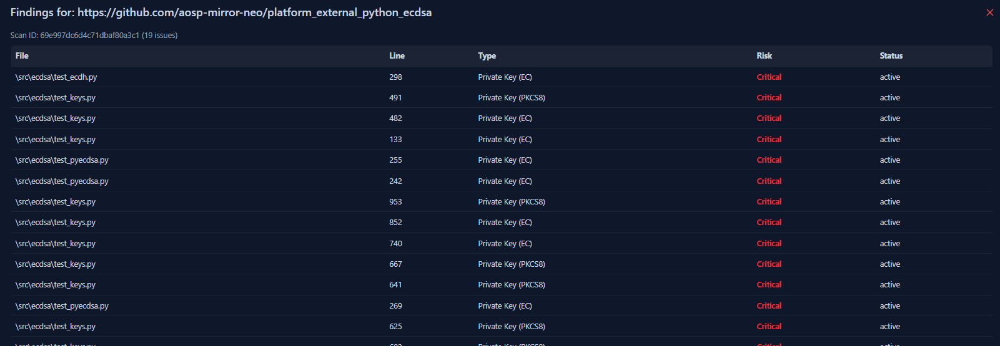 Findings for: https://github.com/aosp-mirror-neo/platform_external_python_ecdsa
Scan ID: 69e997dc6d4c71dbaf80a3c1 (19 issues)
File Line Type Risk Status
\src\ecdsa\test_ecdh.py 298 Private Key (EC) Critical active
\src\ecdsa\test_keys.py 491 Private Key (PKCS8) Critical active
\src\ecdsa\test_keys.py 482 Private Key (EC) Critical active
\src\ecdsa\test_keys.py 133 Private Key (EC) Critical active
\src\ecdsa\test_pyecdsa.py 255 Private Key (EC) Critical active
\src\ecdsa\test_pyecdsa.py 242 Private Key (EC) Critical active
\src\ecdsa\test_keys.py 953 Private Key (PKCS8) Critical active
\src\ecdsa\test_keys.py 852 Private Key (EC) Critical active
\src\ecdsa\test_keys.py 740 Private Key (EC) Critical active
\src\ecdsa\test_keys.py 667 Private Key (PKCS8) Critical active
\src\ecdsa\test_keys.py 641 Private Key (PKCS8) Critical active
\src\ecdsa\test_pyecdsa.py 269 Private Key (EC) Critical active
\src\ecdsa\test_keys.py 625 Private Key (PKCS8) Critical active